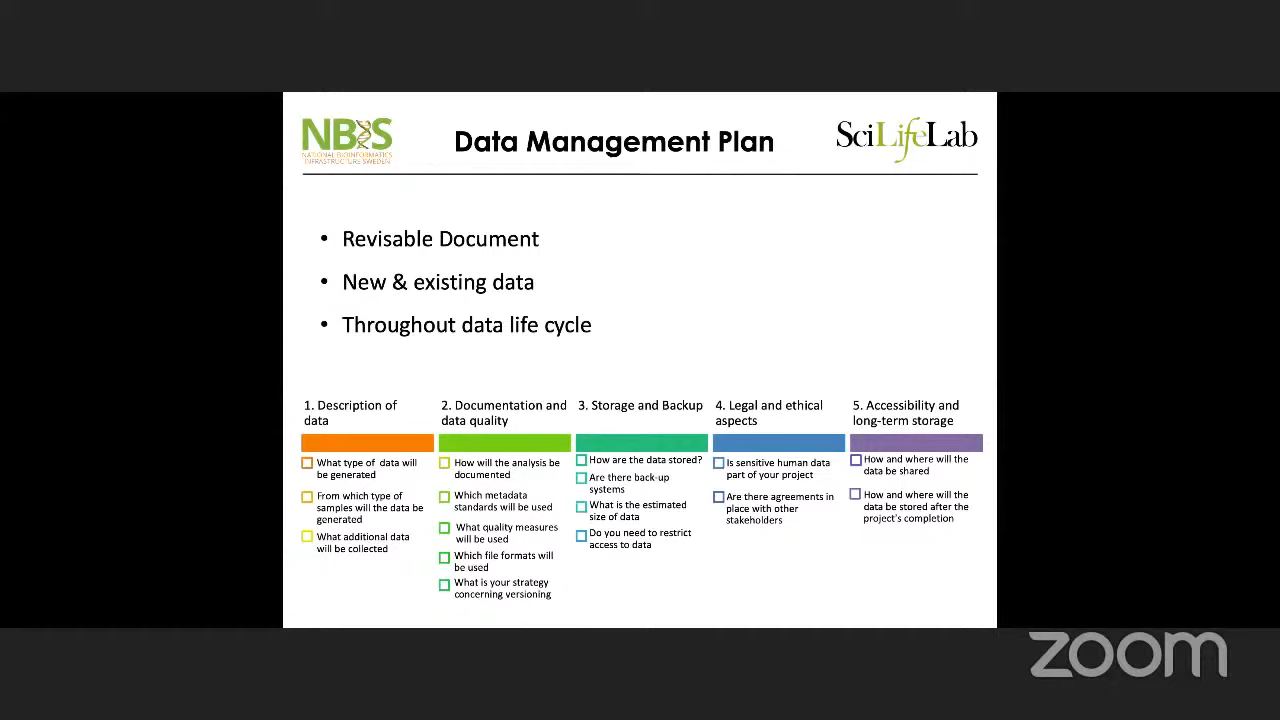 NBIS
NATIONAL BIOINFORMATICS
INFRASTRUCTURE SWEDEN
Data Management Plan
SciLifeLab
• Revisable Document
• New & existing data
• Throughout data life cycle
1. Description of
data
What type of data will
be generated
From which type of
samples will the data be
generated
What additional data
will be collected
2. Documentation and
data quality
How will the analysis be
documented
Which metadata
standards will be used
What quality measures
will be used
Which file formats will
be used
What is your strategy
concerning versioning
3. Storage and Backup
How are the data stored?
Are there back-up
systems
What is the estimated
size of data
Do you need to restrict
access to data
4. Legal and ethical
aspects
Is sensitive human data
part of your project
Are there agreements in
place with other
stakeholders
5. Accessibility and
long-term storage
How and where will the
data be shared
How and where will the
data be stored after the
project's completion
zoom